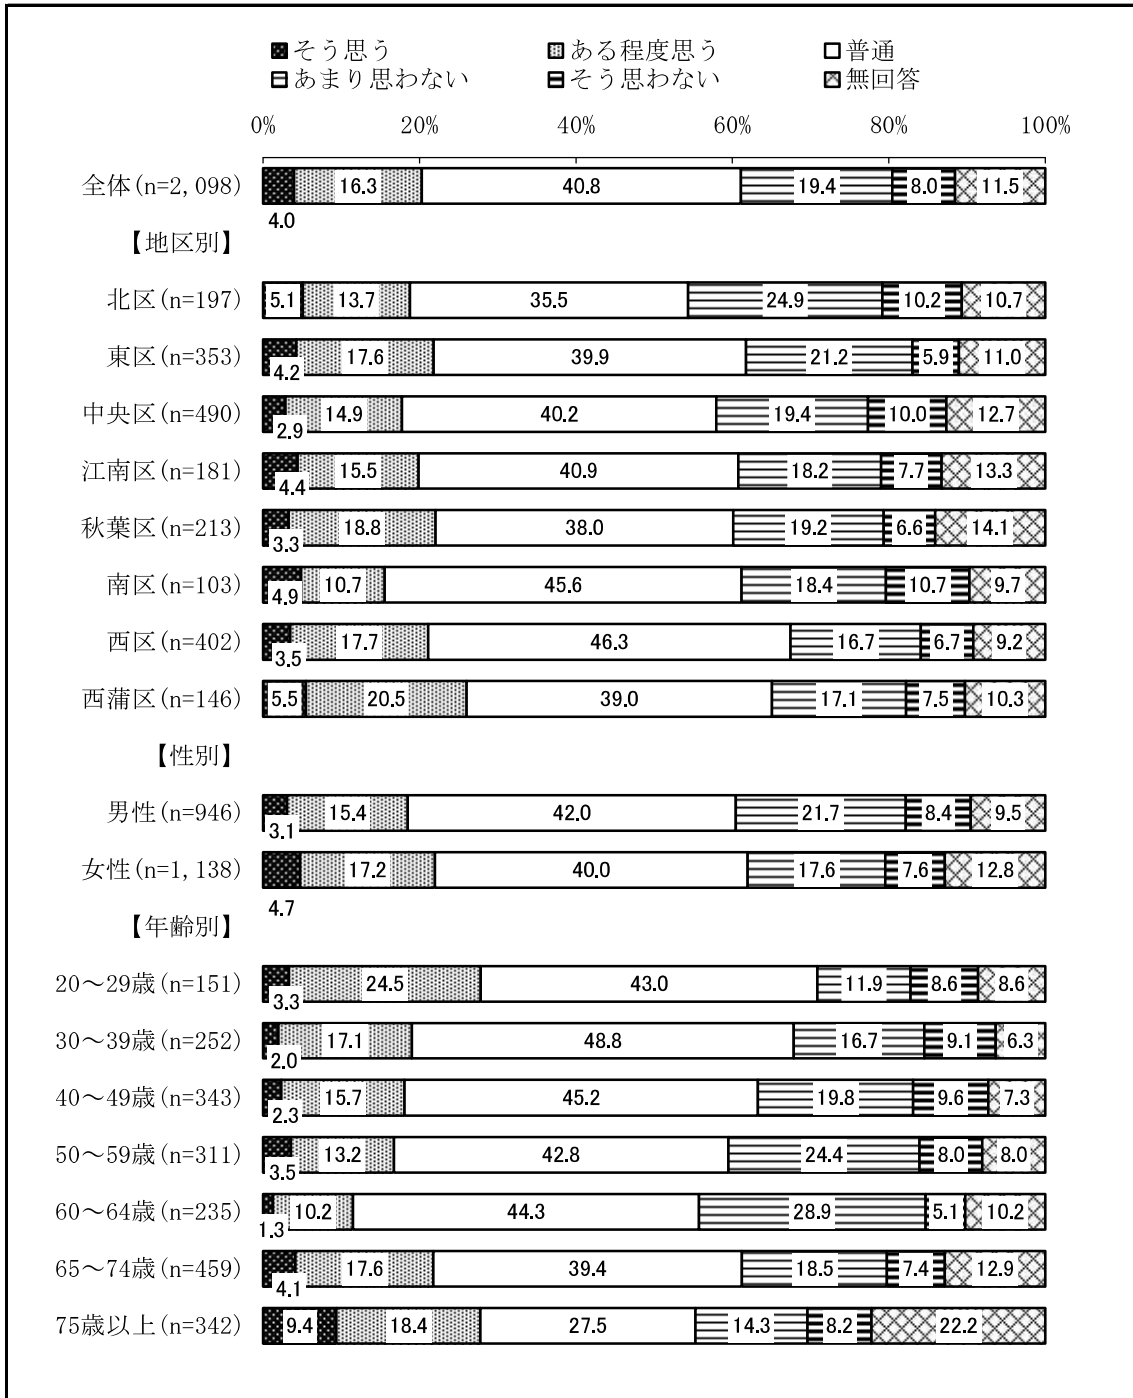 ■そう思う ▩ある程度思う □普通
▤あまり思わない ▤そう思わない ▨無回答
0% 20% 40% 60% 80% 100%
全体(n=2,098) 16.3 40.8 19.4 8.0 11.5
4.0
【地区別】
北区(n=197) 5.1 13.7 35.5 24.9 10.2 10.7
東区(n=353) 4.2 17.6 39.9 21.2 5.9 11.0
中央区(n=490) 2.9 14.9 40.2 19.4 10.0 12.7
江南区(n=181) 4.4 15.5 40.9 18.2 7.7 13.3
秋葉区(n=213) 3.3 18.8 38.0 19.2 6.6 14.1
南区(n=103) 4.9 10.7 45.6 18.4 10.7 9.7
西区(n=402) 3.5 17.7 46.3 16.7 6.7 9.2
西蒲区(n=146) 5.5 20.5 39.0 17.1 7.5 10.3
【性別】
男性(n=946) 3.1 15.4 42.0 21.7 8.4 9.5
女性(n=1,138) 17.2 40.0 17.6 7.6 12.8
4.7
【年齢別】
20～29歳(n=151) 3.3 24.5 43.0 11.9 8.6 8.6
30～39歳(n=252) 2.0 17.1 48.8 16.7 9.1 6.3
40～49歳(n=343) 2.3 15.7 45.2 19.8 9.6 7.3
50～59歳(n=311) 3.5 13.2 42.8 24.4 8.0 8.0
60～64歳(n=235) 1.3 10.2 44.3 28.9 5.1 10.2
65～74歳(n=459) 4.1 17.6 39.4 18.5 7.4 12.9
75歳以上(n=342) 9.4 18.4 27.5 14.3 8.2 22.2